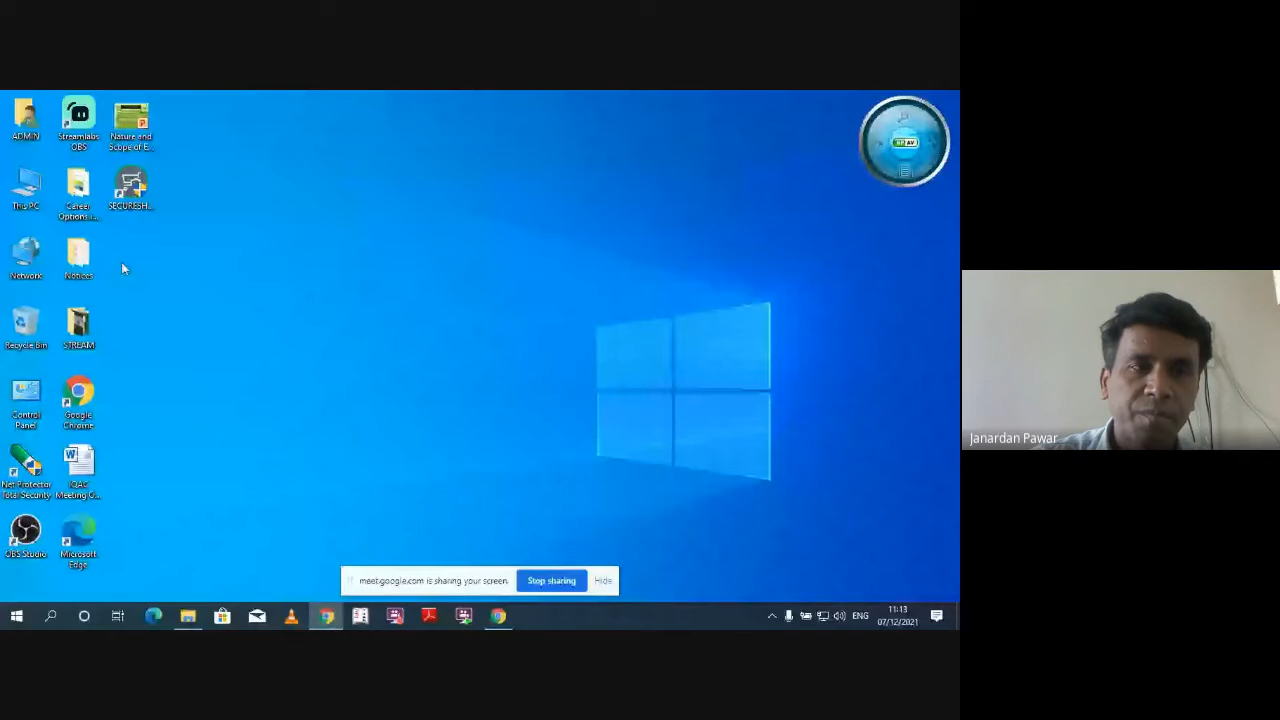 ADMIN
Streamlabs
OBS
Nature and
Scope of E...
NPAV
This PC
Career
Options i...
SECURESH...
Network
Notices
Recycle Bin
STREAM
Control
Panel
Google
Chrome
Net Protector
Total Security
IQAC
Meeting O...
OBS Studio
Microsoft
Edge
Janardan Pawar
meet.google.com is sharing your screen.
Stop sharing
Hide
ENG
11:13
07/12/2021